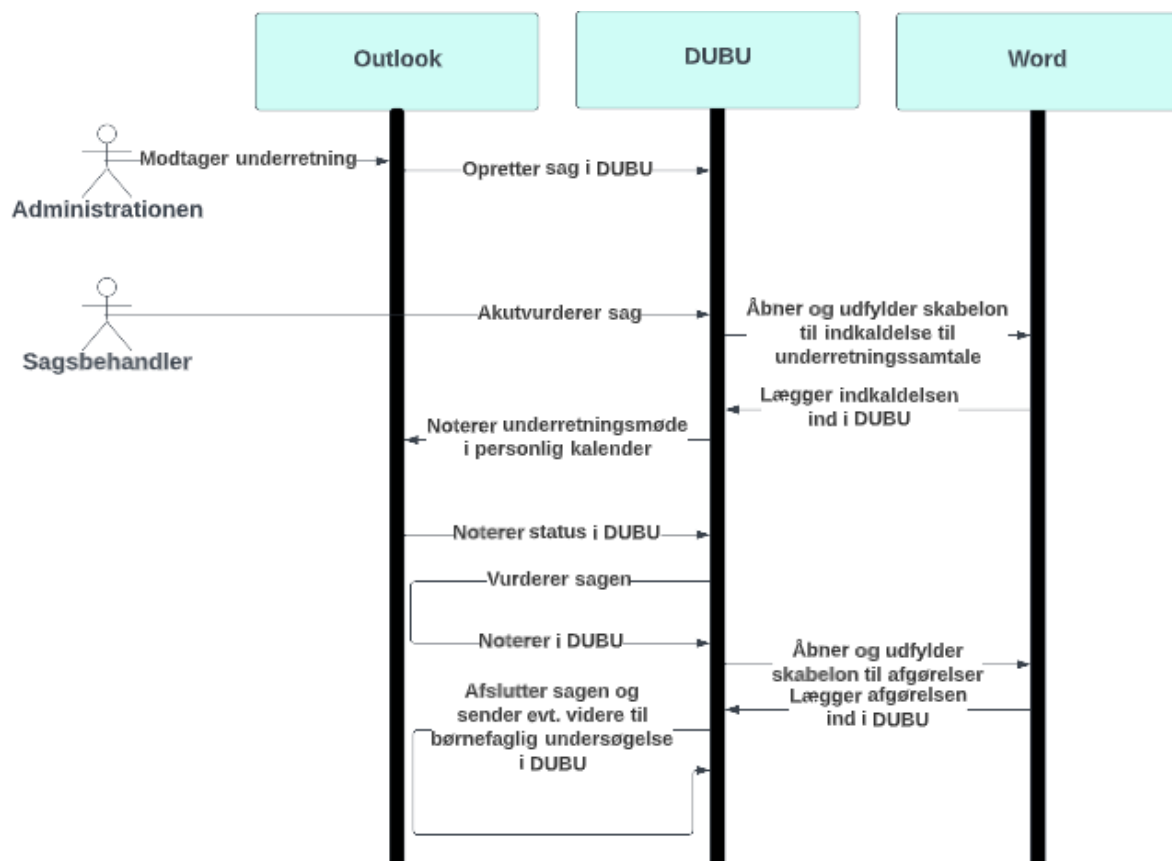 Outlook
DUBU
Word
Modtager underretning
Opretter sag i DUBU
Administrationen
Akutvurderer sag
Åbner og udfylder skabelon
til indkaldelse til
underretningssamtale
Sagsbehandler
Lægger indkaldelsen
ind i DUBU
Noterer underretningsmøde
i personlig kalender
Noterer status i DUBU
Vurderer sagen
Noterer i DUBU
Åbner og udfylder
skabelon til afgørelser
Lægger afgørelsen
ind i DUBU
Afslutter sagen og
sender evt. videre til
børnefaglig undersøgelse
i DUBU